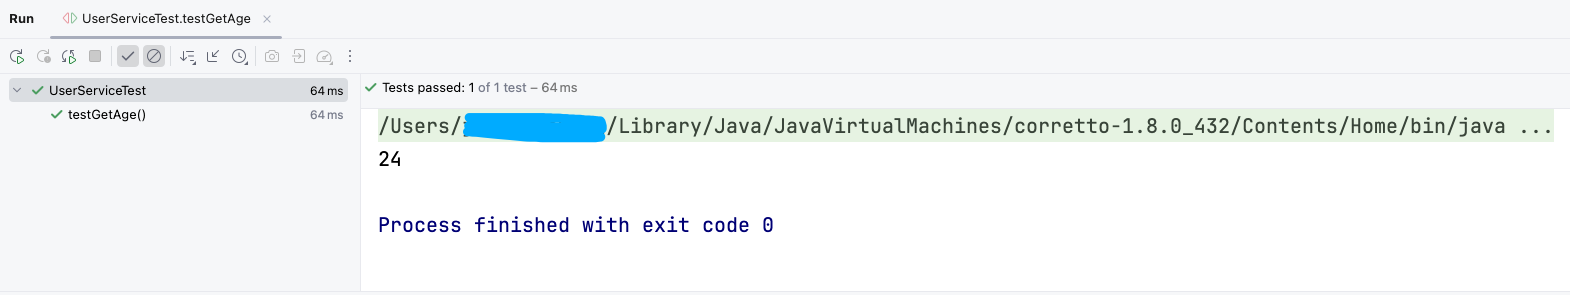 Run UserServiceTest.testGetAge
UserServiceTest 64 ms
testGetAge() 64 ms
Tests passed: 1 of 1 test – 64 ms
/Users/ /Library/Java/JavaVirtualMachines/corretto-1.8.0_432/Contents/Home/bin/java ...
24
Process finished with exit code 0